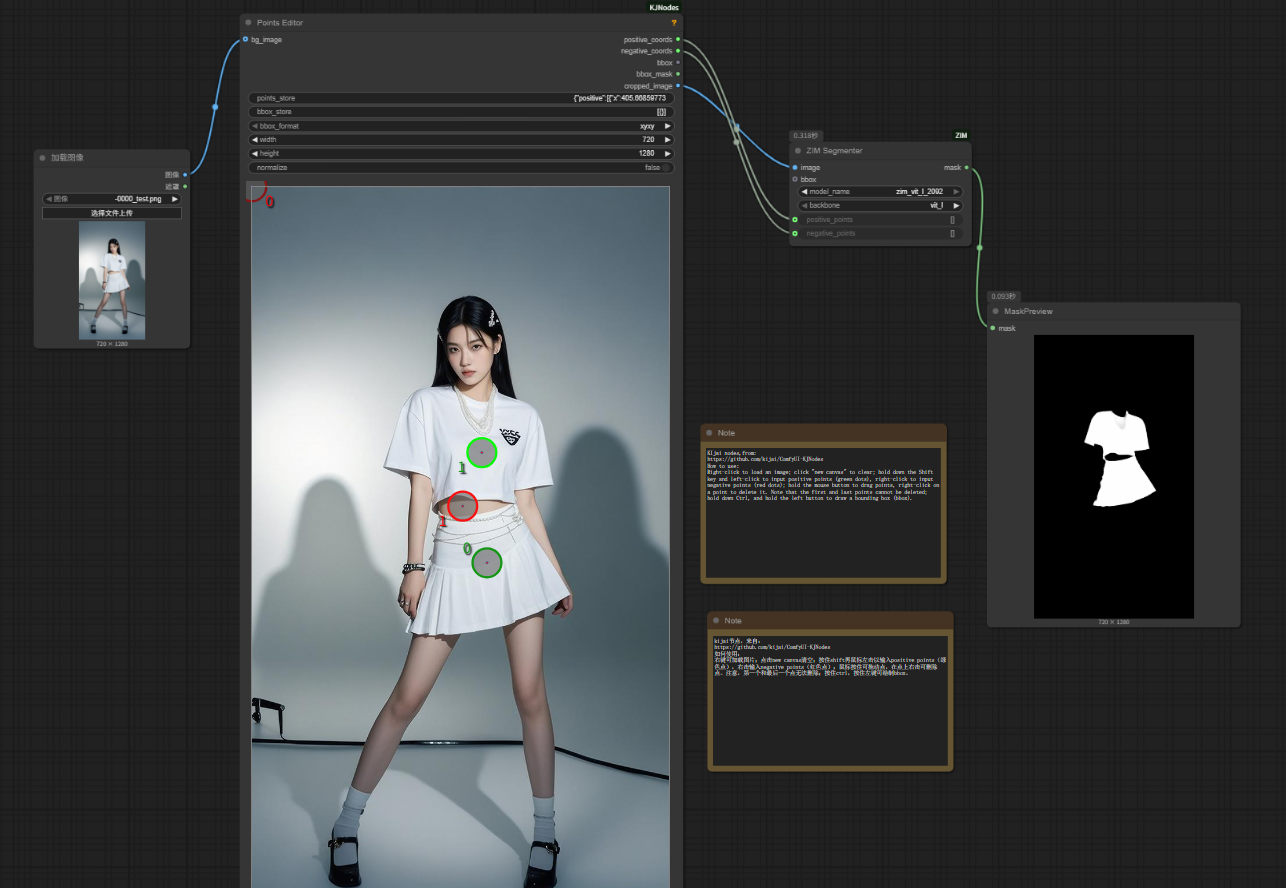 KJNodes
Points Editor
?
bg_image
positive_coords
negative_coords
bbox
bbox_mask
cropped_image
points_store
{"positive":[{"x":405.66859773
bbox_store
[{}]
bbox_format
xyxy
width
720
height
1280
normalize
false
0
1
1
0
加载图像
图像
遮罩
图像
-0000_test.png
选择文件上传
720 × 1280
0.318秒
ZIM
ZIM Segmenter
image
mask
bbox
model_name
zim_vit_l_2092
backbone
vit_l
positive_points
[]
negative_points
[]
0.093秒
MaskPreview
mask
720 × 1280
Note
Kijai nodes,from:
https://github.com/kijai/ComfyUI-KJNodes
How to use:
Right-click to load an image; click "new canvas" to clear; hold down the Shift
key and left-click to input positive points (green dots), right-click to input
negative points (red dots); hold the mouse button to drag points, right-click on
a point to delete it. Note that the first and last points cannot be deleted;
hold down Ctrl, and hold the left button to draw a bounding box (bbox).
Note
kijai节点，来自：
https://github.com/kijai/ComfyUI-KJNodes
如何使用：
右键可加载图片；点击new canvas清空；按住shift再鼠标左击以输入positive points（绿
色点），右击输入negative points（红色点）；鼠标按住可拖动点，在点上右击可删除
点。注意，第一个和最后一个点无法删除；按住ctrl，按住左键可绘制bbox。